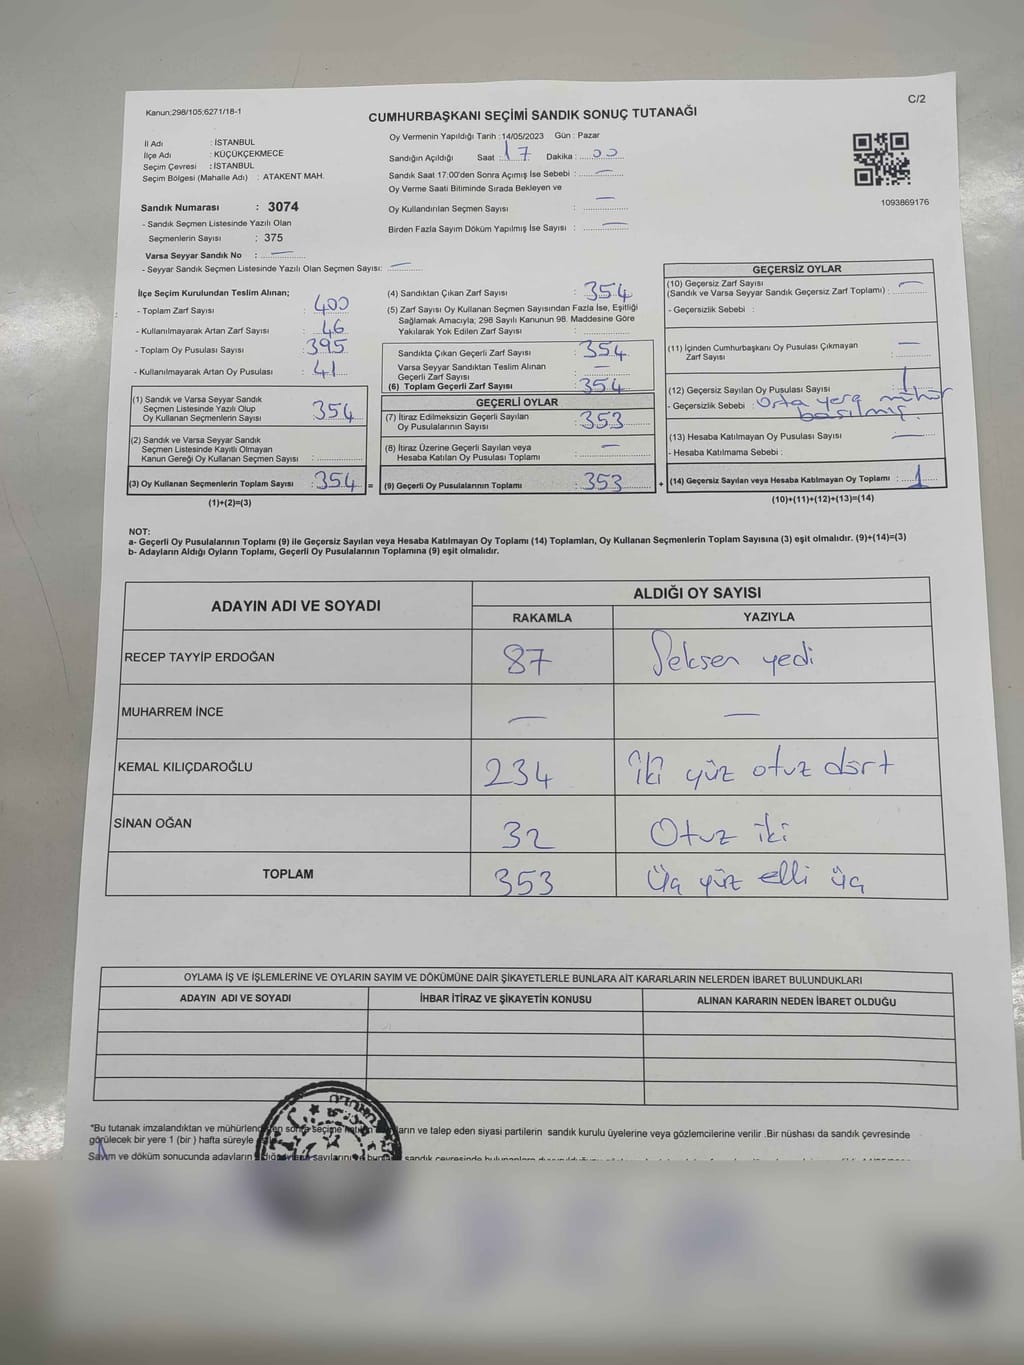 C/2
Kanun;298/105;6271/18-1
CUMHURBAŞKANI SEÇİMİ SANDIK SONUÇ TUTANAĞI
İl Adı : İSTANBUL
İlçe Adı : KÜÇÜKÇEKMECE
Seçim Çevresi : İSTANBUL
Seçim Bölgesi (Mahalle Adı) : ATAKENT MAH.
Oy Vermenin Yapıldığı Tarih :14/05/2023 Gün : Pazar
Sandığın Açıldığı Saat : 17 Dakika : 00
Sandık Saat 17:00'den Sonra Açımış İse Sebebi : —
Oy Verme Saati Bitiminde Sırada Bekleyen ve
Oy Kullandırılan Seçmen Sayısı : —
Birden Fazla Sayım Döküm Yapılmış İse Sayısı : —
1093869176
Sandık Numarası : 3074
- Sandık Seçmen Listesinde Yazılı Olan
Seçmenlerin Sayısı : 375
Varsa Seyyar Sandık No : —
- Seyyar Sandık Seçmen Listesinde Yazılı Olan Seçmen Sayısı: —
İlçe Seçim Kurulundan Teslim Alınan;
- Toplam Zarf Sayısı : 400
- Kullanılmayarak Artan Zarf Sayısı : 46
- Toplam Oy Pusulası Sayısı : 395
- Kullanılmayarak Artan Oy Pusulası : 41
(1) Sandık ve Varsa Seyyar Sandık
Seçmen Listesinde Yazılı Olup
Oy Kullanan Seçmenlerin Sayısı : 354
(2) Sandık ve Varsa Seyyar Sandık
Seçmen Listesinde Kayıtlı Olmayan
Kanun Gereği Oy Kullanan Seçmen Sayısı :
(3) Oy Kullanan Seçmenlerin Toplam Sayısı : 354 =
(1)+(2)=(3)
(4) Sandıktan Çıkan Zarf Sayısı : 354
(5) Zarf Sayısı Oy Kullanan Seçmen Sayısından Fazla İse, Eşitliği
Sağlamak Amacıyla; 298 Sayılı Kanunun 98. Maddesine Göre
Yakılarak Yok Edilen Zarf Sayısı :
Sandıkta Çıkan Geçerli Zarf Sayısı : 354
Varsa Seyyar Sandıktan Teslim Alınan
Geçerli Zarf Sayısı : —
(6) Toplam Geçerli Zarf Sayısı : 354
GEÇERLİ OYLAR
(7) İtiraz Edilmeksizin Geçerli Sayılan
Oy Pusulalarının Sayısı : 353
(8) İtiraz Üzerine Geçerli Sayılan veya
Hesaba Katılan Oy Pusulası Toplamı : —
(9) Geçerli Oy Pusulalarının Toplamı : 353 +
GEÇERSİZ OYLAR
(10) Geçersiz Zarf Sayısı
(Sandık ve Varsa Seyyar Sandık Geçersiz Zarf Toplamı) : —
- Geçersizlik Sebebi :
(11) İçinden Cumhurbaşkanı Oy Pusulası Çıkmayan
Zarf Sayısı : —
(12) Geçersiz Sayılan Oy Pusulası Sayısı : 1
- Geçersizlik Sebebi : Orta yere mühür
basılmış.
(13) Hesaba Katılmayan Oy Pusulası Sayısı : —
- Hesaba Katılmama Sebebi :
(14) Geçersiz Sayılan veya Hesaba Katılmayan Oy Toplamı : 1
(10)+(11)+(12)+(13)=(14)
NOT:
a- Geçerli Oy Pusulalarının Toplamı (9) ile Geçersiz Sayılan veya Hesaba Katılmayan Oy Toplamı (14) Toplamları, Oy Kullanan Seçmenlerin Toplam Sayısına (3) eşit olmalıdır. (9)+(14)=(3)
b- Adayların Aldığı Oyların Toplamı, Geçerli Oy Pusulalarının Toplamına (9) eşit olmalıdır.
ADAYIN ADI VE SOYADI
ALDIĞI OY SAYISI
RAKAMLA YAZIYLA
RECEP TAYYİP ERDOĞAN 87 Seksen yedi
MUHARREM İNCE — —
KEMAL KILIÇDAROĞLU 234 İki yüz otuz dört
SİNAN OĞAN 32 Otuz iki
TOPLAM 353 Üç yüz elli üç
OYLAMA İŞ VE İŞLEMLERİNE VE OYLARIN SAYIM VE DÖKÜMÜNE DAİR ŞİKAYETLERLE BUNLARA AİT KARARLARIN NELERDEN İBARET BULUNDUKLARI
ADAYIN ADI VE SOYADI İHBAR İTİRAZ VE ŞİKAYETİN KONUSU ALINAN KARARIN NEDEN İBARET OLDUĞU
*Bu tutanak imzalandıktan ve mühürlendikten sonra seçime katılan ve talep eden siyasi partilerin sandık kurulu üyelerine veya gözlemcilerine verilir .Bir nüshası da sandık çevresinde
görülecek bir yere 1 (bir ) hafta süreyle
Sayım ve döküm sonucunda adayların